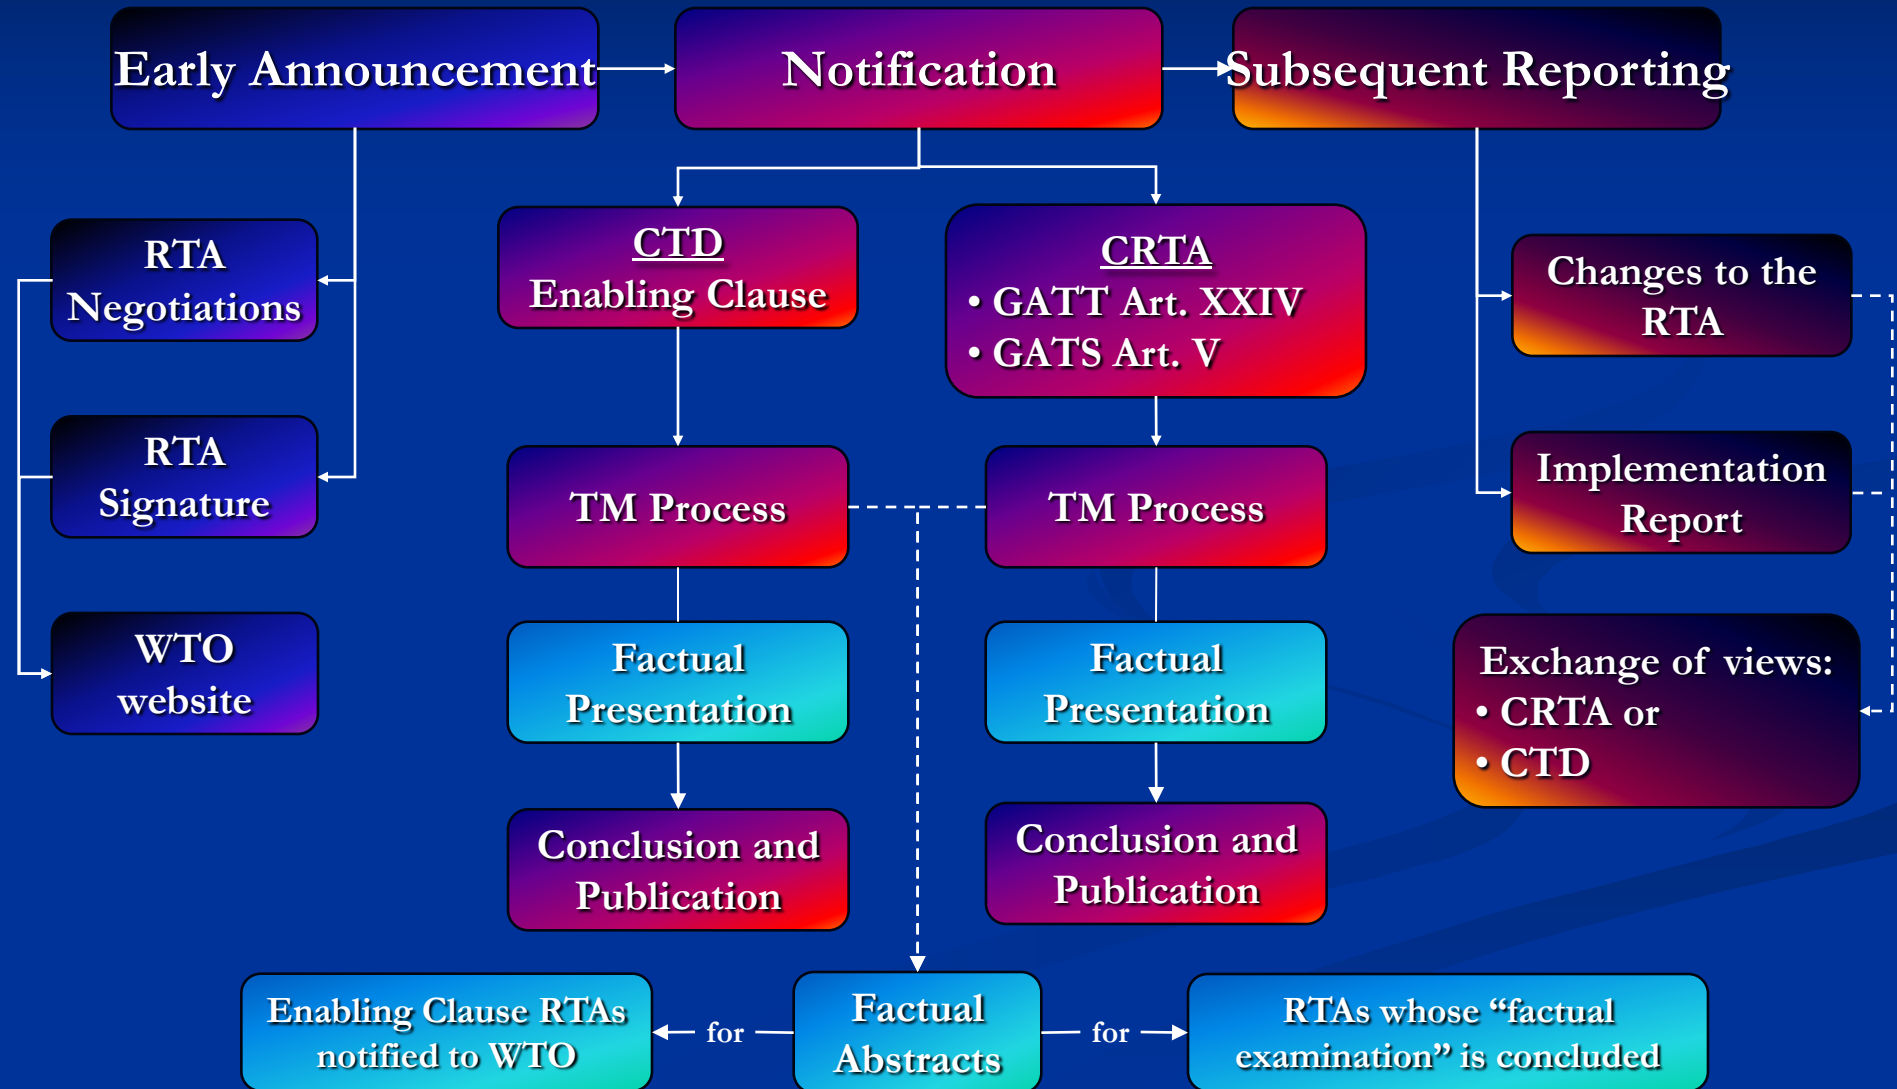 Early Announcement
Notification
Subsequent Reporting
RTA
Negotiations
RTA
Signature
WTO
website
CTD
Enabling Clause
TM Process
Factual
Presentation
Conclusion and
Publication
CRTA
• GATT Art. XXIV
• GATS Art. V
TM Process
Factual
Presentation
Conclusion and
Publication
Changes to the
RTA
Implementation
Report
Exchange of views:
• CRTA or
• CTD
Enabling Clause RTAs
notified to WTO
for
Factual
Abstracts
for
RTAs whose “factual
examination” is concluded